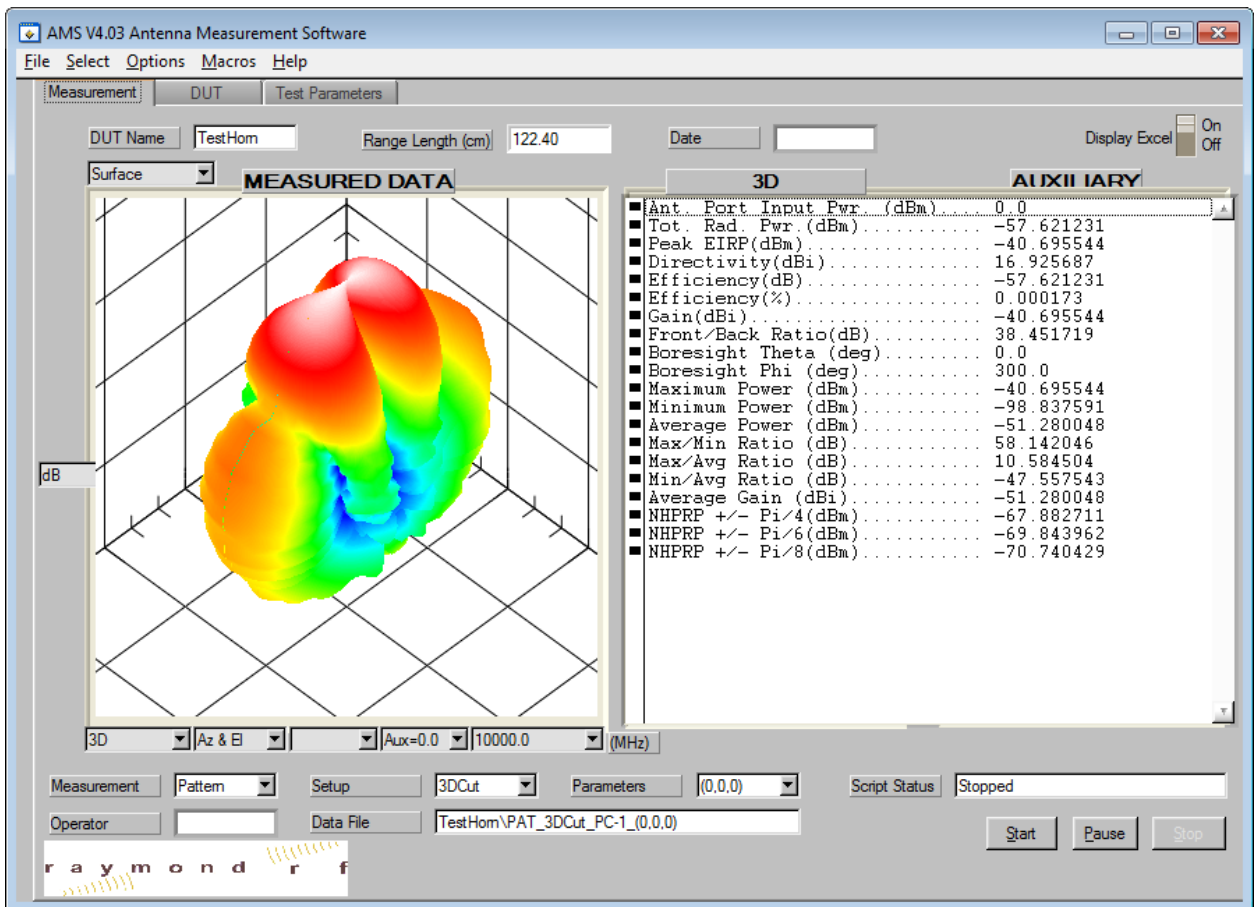 AMS V4.03 Antenna Measurement Software
File Select Options Macros Help
Measurement DUT Test Parameters
DUT Name TestHorn Range Length (cm) 122.40 Date Display Excel On
Off
Surface MEASURED DATA 3D AUXILIARY
Ant. Port Input Pwr. (dBm).... 0.0
Tot. Rad. Pwr.(dBm)........... -57.621231
Peak EIRP(dBm)................ -40.695544
Directivity(dBi).............. 16.925687
Efficiency(dB)................ -57.621231
Efficiency(%)................. 0.000173
Gain(dBi)..................... -40.695544
Front/Back Ratio(dB).......... 38.451719
Boresight Theta (deg)......... 0.0
Boresight Phi (deg)........... 300.0
Maximum Power (dBm)........... -40.695544
Minimum Power (dBm)........... -98.837591
Average Power (dBm)........... -51.280048
Max/Min Ratio (dB)............ 58.142046
Max/Avg Ratio (dB)............ 10.584504
Min/Avg Ratio (dB)............ -47.557543
Average Gain (dBi)............ -51.280048
NHPRP +/- Pi/4(dBm)........... -67.882711
NHPRP +/- Pi/6(dBm)........... -69.843962
NHPRP +/- Pi/8(dBm)........... -70.740429
dB
3D Az & El Aux=0.0 10000.0 (MHz)
Measurement Pattern Setup 3DCut Parameters (0,0,0) Script Status Stopped
Operator Data File TestHorn\PAT_3DCut_PC-1_(0,0,0) Start Pause Stop
raymond rf